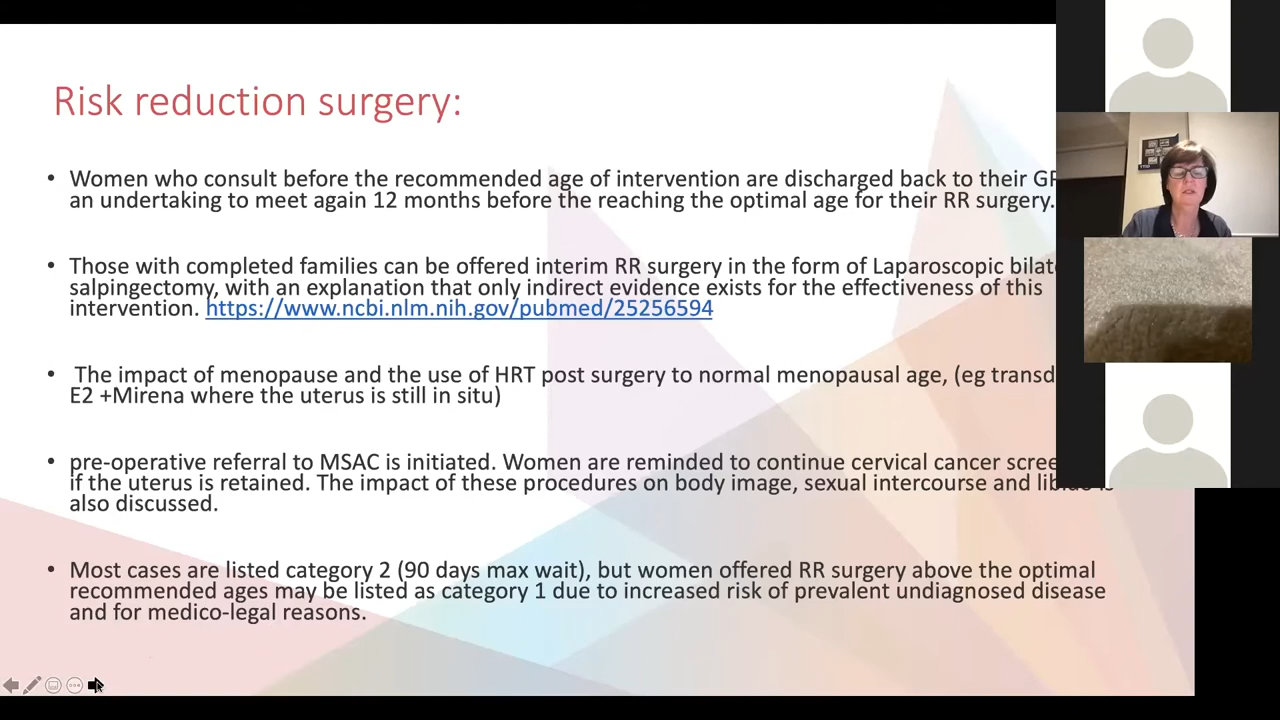 Risk reduction surgery:
• Women who consult before the recommended age of intervention are discharged back to their
an undertaking to meet again 12 months before the reaching the optimal age for their RR surgery.
• Those with completed families can be offered interim RR surgery in the form of Laparoscopic
salpingectomy, with an explanation that only indirect evidence exists for the effectiveness of this
intervention. https://www.ncbi.nlm.nih.gov/pubmed/25256594
• The impact of menopause and the use of HRT post surgery to normal menopausal age, (eg
E2 +Mirena where the uterus is still in situ)
• pre-operative referral to MSAC is initiated. Women are reminded to continue cervical cancer
if the uterus is retained. The impact of these procedures on body image, sexual intercourse and
also discussed.
• Most cases are listed category 2 (90 days max wait), but women offered RR surgery above the optimal
recommended ages may be listed as category 1 due to increased risk of prevalent undiagnosed disease
and for medico-legal reasons.